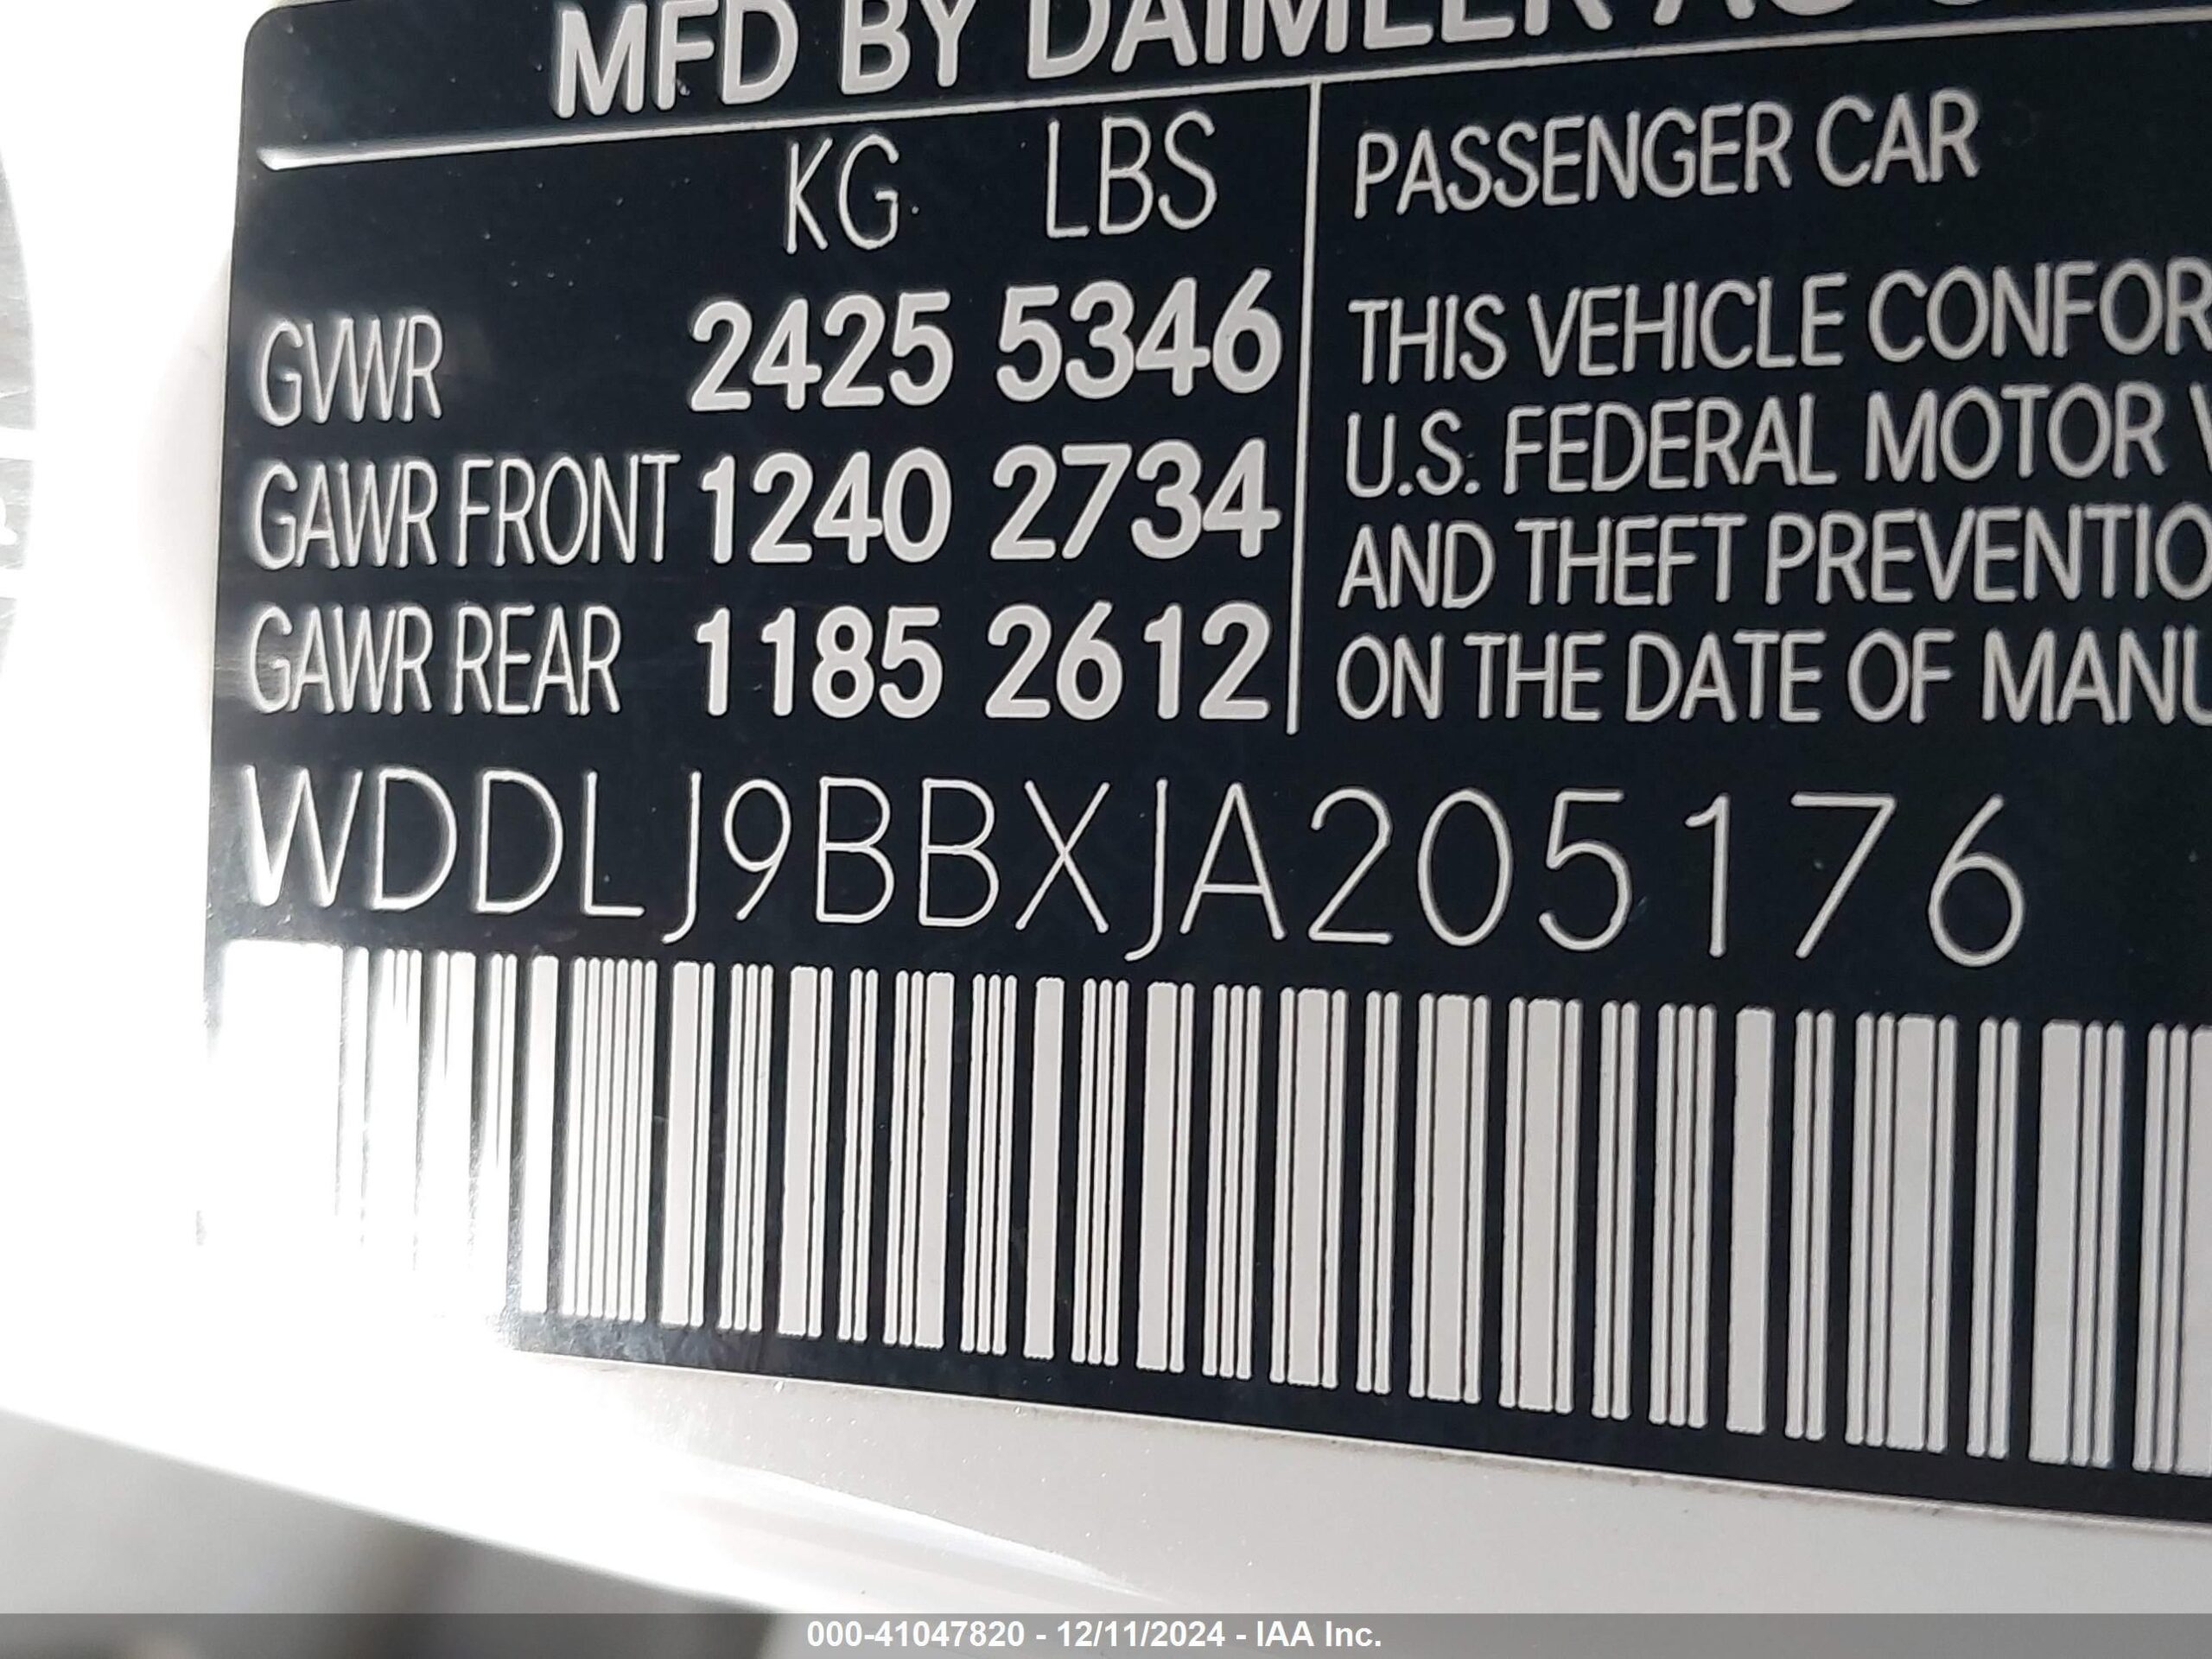 MFD BY DAIMLER AG
KG LBS
GVWR 2425 5346
GAWR FRONT 1240 2734
GAWR REAR 1185 2612
PASSENGER CAR
THIS VEHICLE CONFOR
U.S. FEDERAL MOTOR V
AND THEFT PREVENTIO
ON THE DATE OF MANU
WDDLJ9BBXJA205176
000-41047820 - 12/11/2024 - IAA Inc.